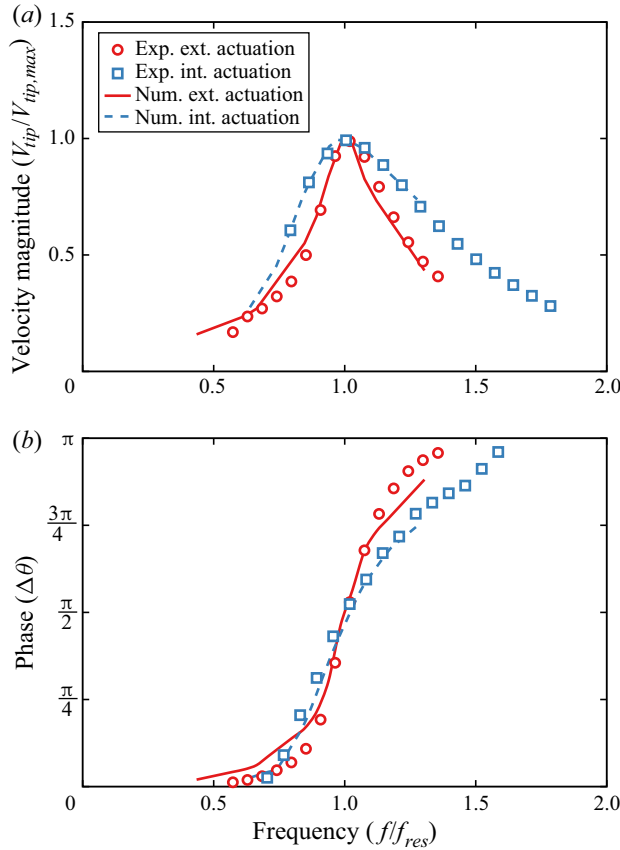 (a)
1.5
Exp. ext. actuation
Exp. int. actuation
Num. ext. actuation
Num. int. actuation
1.0
0.5
0
Velocity magnitude (V_tip/V_tip,max)
0.5 1.0 1.5 2.0
(b)
π
3π/4
π/2
π/4
0
Phase (Δθ)
0.5 1.0 1.5 2.0
Frequency (f/f_res)